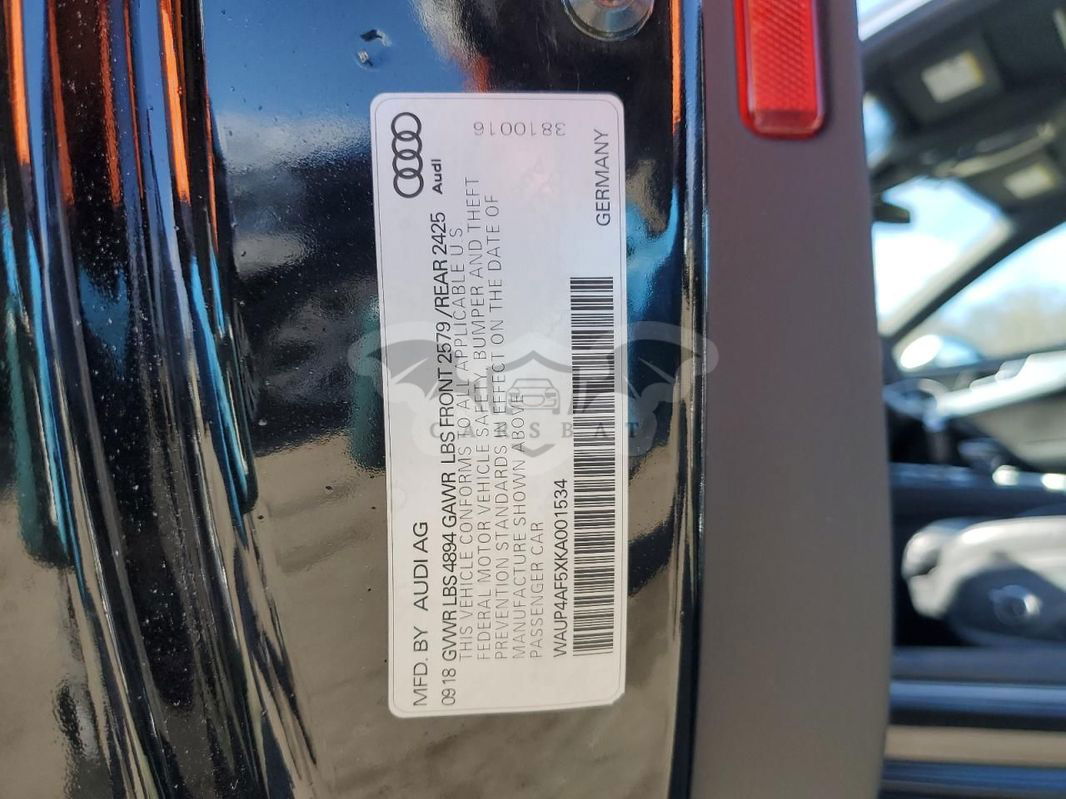 Audi
3810016
MFD. BY AUDI AG
0918 GVWR LBS 4894 GAWR LBS FRONT 2579 /REAR 2425
THIS VEHICLE CONFORMS TO ALL APPLICABLE U S
FEDERAL MOTOR VEHICLE SAFETY BUMPER AND THEFT
PREVENTION STANDARDS IN EFFECT ON THE DATE OF
MANUFACTURE SHOWN ABOVE
PASSENGER CAR
WAUP4AF5XKA001534
GERMANY
CARSBAT